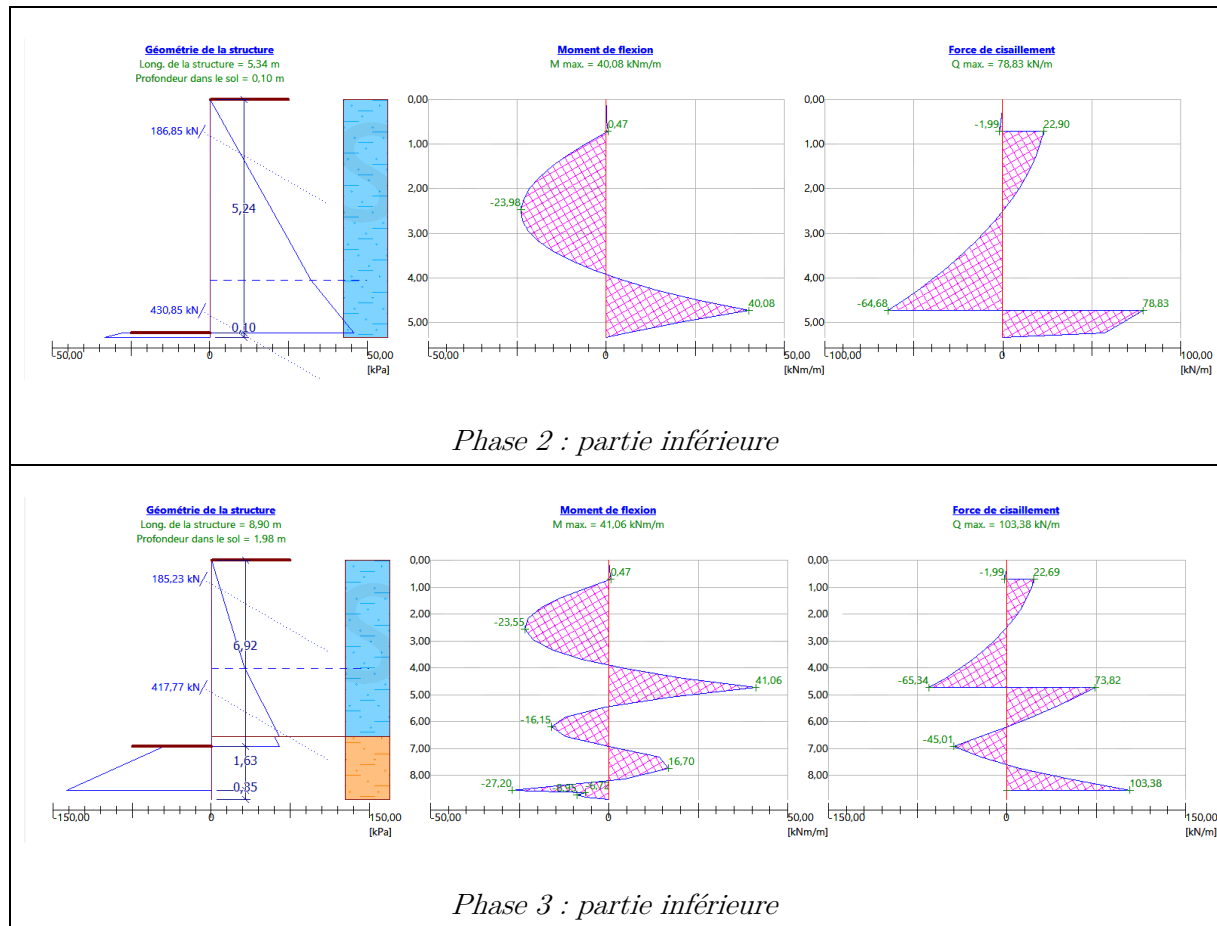 Géométrie de la structure
Long. de la structure = 5,34 m
Profondeur dans le sol = 0,10 m
186,85 kN
5,24
430,85 kN
0,10
-50,00 0 50,00
[kPa]
Moment de flexion
M max. = 40,08 kNm/m
0,00
1,00
2,00
3,00
4,00
5,00
0,47
-23,98
40,08
-50,00 0 50,00
[kNm/m]
Force de cisaillement
Q max. = 78,83 kN/m
0,00
1,00
2,00
3,00
4,00
5,00
-1,99 22,90
-64,68 78,83
-100,00 0 100,00
[kN/m]
Phase 2 : partie inférieure
Géométrie de la structure
Long. de la structure = 8,90 m
Profondeur dans le sol = 1,98 m
185,23 kN
6,92
417,77 kN
1,63
0,35
-150,00 0 150,00
[kPa]
Moment de flexion
M max. = 41,06 kNm/m
0,00
1,00
2,00
3,00
4,00
5,00
6,00
7,00
8,00
0,47
-23,55
41,06
-16,15
16,70
-27,20
-50,00 0 50,00
[kNm/m]
Force de cisaillement
Q max. = 103,38 kN/m
0,00
1,00
2,00
3,00
4,00
5,00
6,00
7,00
8,00
-1,99 22,69
-65,34 73,82
-45,01
103,38
-150,00 0 150,00
[kN/m]
Phase 3 : partie inférieure